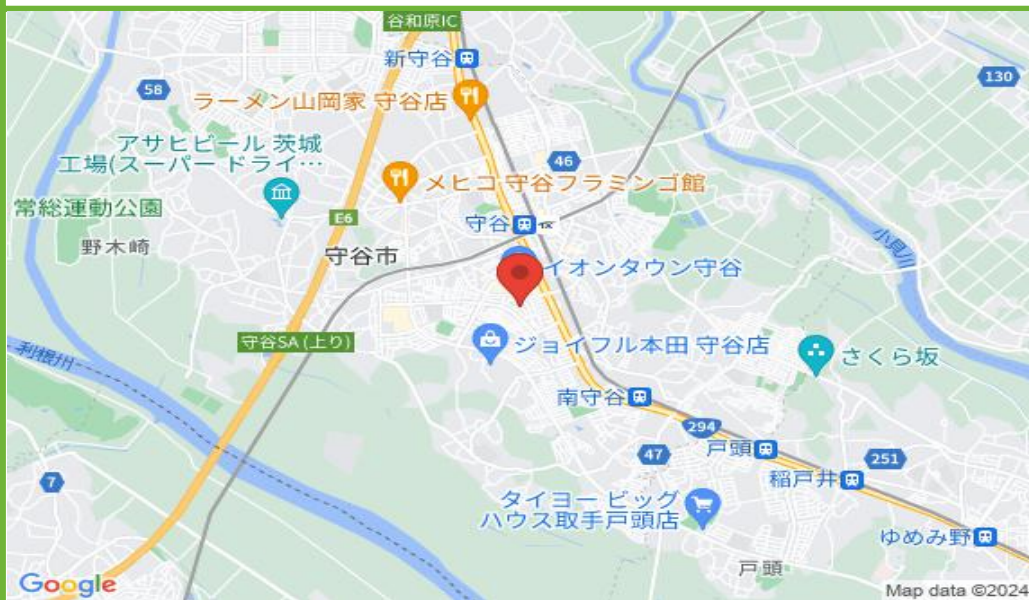 谷和原IC
新守谷
58
130
ラーメン山岡家 守谷店
アサヒビール 茨城
工場(スーパー ドライ…
46
メヒコ 守谷フラミンゴ館
常総運動公園
E6
野木崎
守谷
守谷市
小貝川
イオンタウン守谷
守谷SA (上り)
利根川
ジョイフル本田 守谷店
さくら坂
南守谷
294
戸頭
47
251
7
稲戸井
タイヨー ビッグ
ハウス取手戸頭店
ゆめみ野
戸頭
Google
Map data ©2024